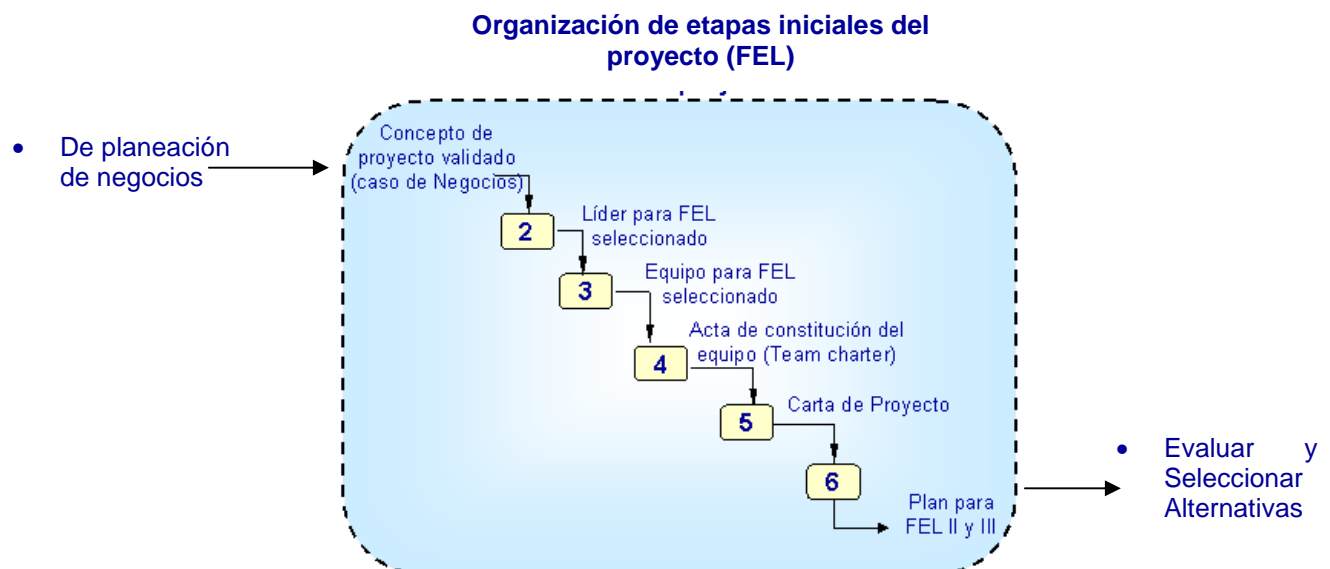 Organización de etapas iniciales del
proyecto (FEL)
• De planeación
de negocios
Concepto de
proyecto validado
(caso de Negocios)
2
Líder para FEL
seleccionado
3
Equipo para FEL
seleccionado
4
Acta de constitución del
equipo (Team charter)
5
Carta de Proyecto
6
Plan para
FEL II y III
• Evaluar y
Seleccionar
Alternativas